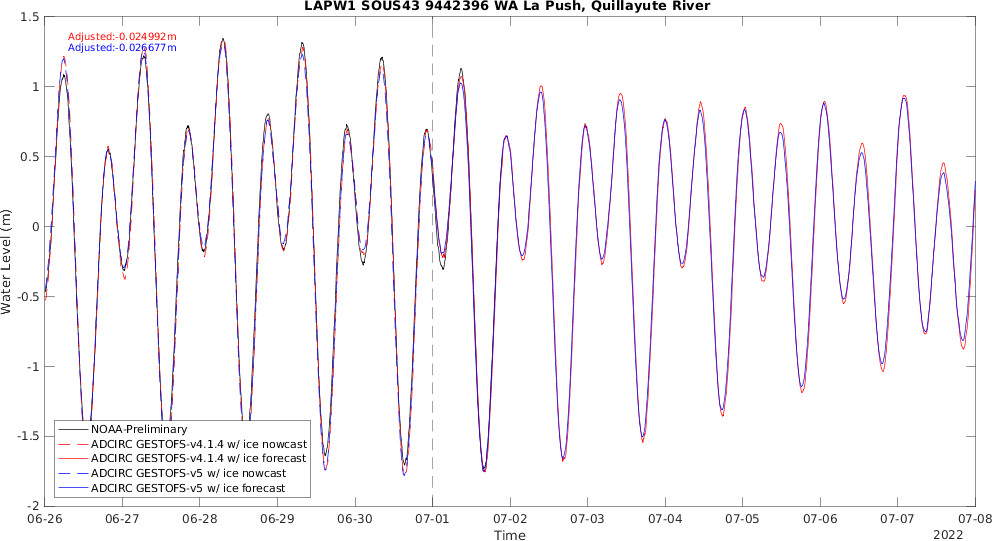 LAPW1 SOUS43 9442396 WA La Push, Quillayute River
Adjusted:-0.024992m
Adjusted:-0.026677m
1.5
1
0.5
0
-0.5
-1
-1.5
-2
Water Level (m)
NOAA-Preliminary
ADCIRC GESTOFS-v4.1.4 w/ ice nowcast
ADCIRC GESTOFS-v4.1.4 w/ ice forecast
ADCIRC GESTOFS-v5 w/ ice nowcast
ADCIRC GESTOFS-v5 w/ ice forecast
06-26 06-27 06-28 06-29 06-30 07-01 07-02 07-03 07-04 07-05 07-06 07-07 07-08
Time
2022